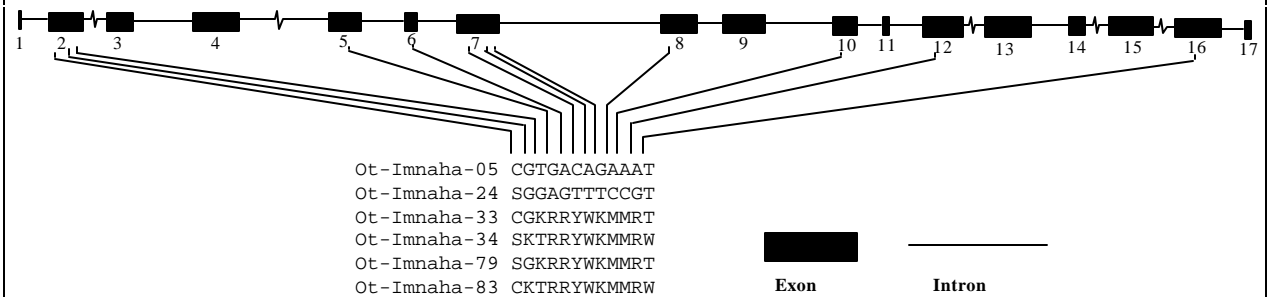 1 2 3 4 5 6 7 8 9 10 11 12 13 14 15 16 17
Ot-Imnaha-05 CGTGACAGAAAT
Ot-Imnaha-24 SGGAGTTTCCGT
Ot-Imnaha-33 CGKRRYWKMMRT
Ot-Imnaha-34 SKTRRYWKMMRW
Ot-Imnaha-79 SGKRRYWKMMRT
Ot-Imnaha-83 CKTRRYWKMMRW
Exon Intron